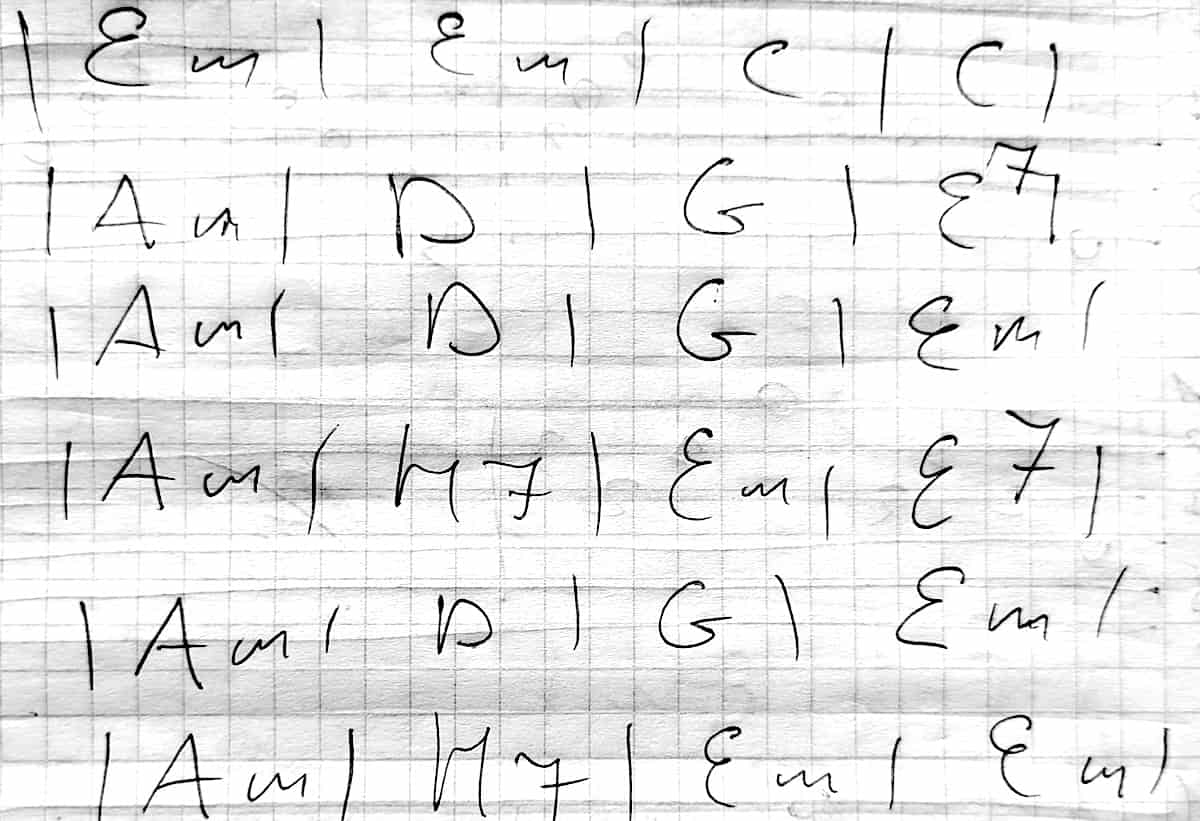 | Em | Em | C | C |
| Am | D | G | E7 |
| Am | D | G | Em |
| Am | H7 | Em | E7 |
| Am | D | G | Em |
| Am | H7 | Em | Em |